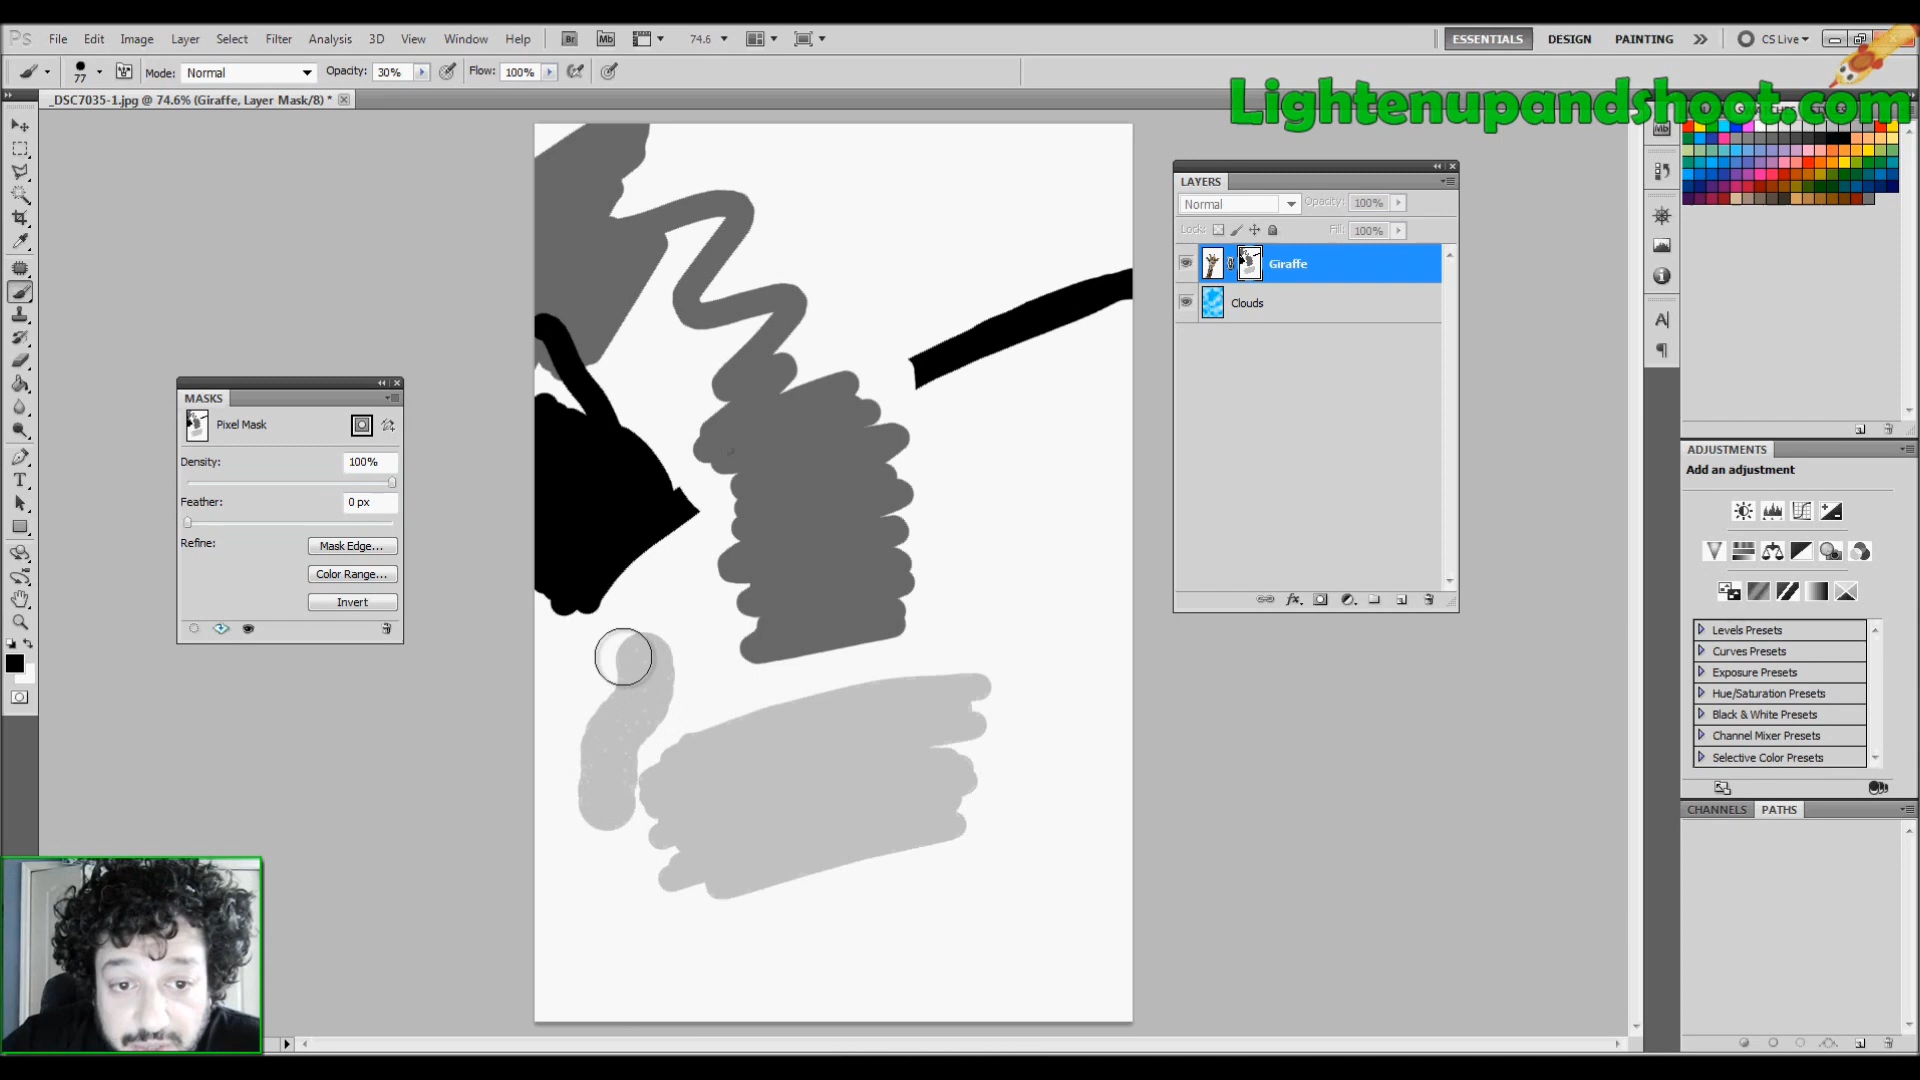 Ps File Edit Image Layer Select Filter Analysis 3D View Window Help Br Mb 74.6 ESSENTIALS DESIGN PAINTING CS Live
77 Mode: Normal Opacity: 30% Flow: 100%
Lightenupandshoot.com
_DSC7035-1.jpg @ 74.6% (Giraffe, Layer Mask/8) *
Mb
LAYERS
Normal Opacity: 100%
Lock: Fill: 100%
Giraffe
Clouds
MASKS
Pixel Mask
Density: 100%
Feather: 0 px
Refine: Mask Edge...
Color Range...
Invert
ADJUSTMENTS
Add an adjustment
Levels Presets
Curves Presets
Exposure Presets
Hue/Saturation Presets
Black & White Presets
Channel Mixer Presets
Selective Color Presets
CHANNELS PATHS